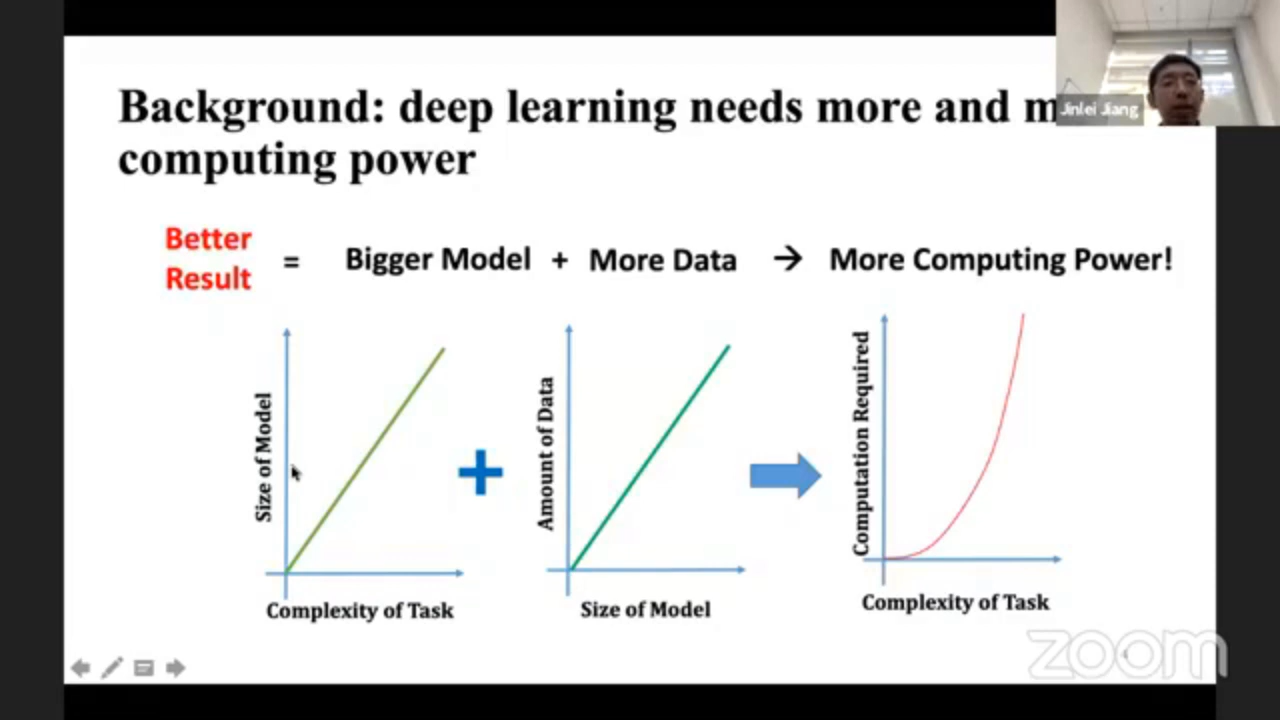 Background: deep learning needs more and m
computing power
Jinlei Jiang
Better
Result
= Bigger Model + More Data → More Computing Power!
Size of Model
Complexity of Task
Amount of Data
Size of Model
Computation Required
Complexity of Task
zoom